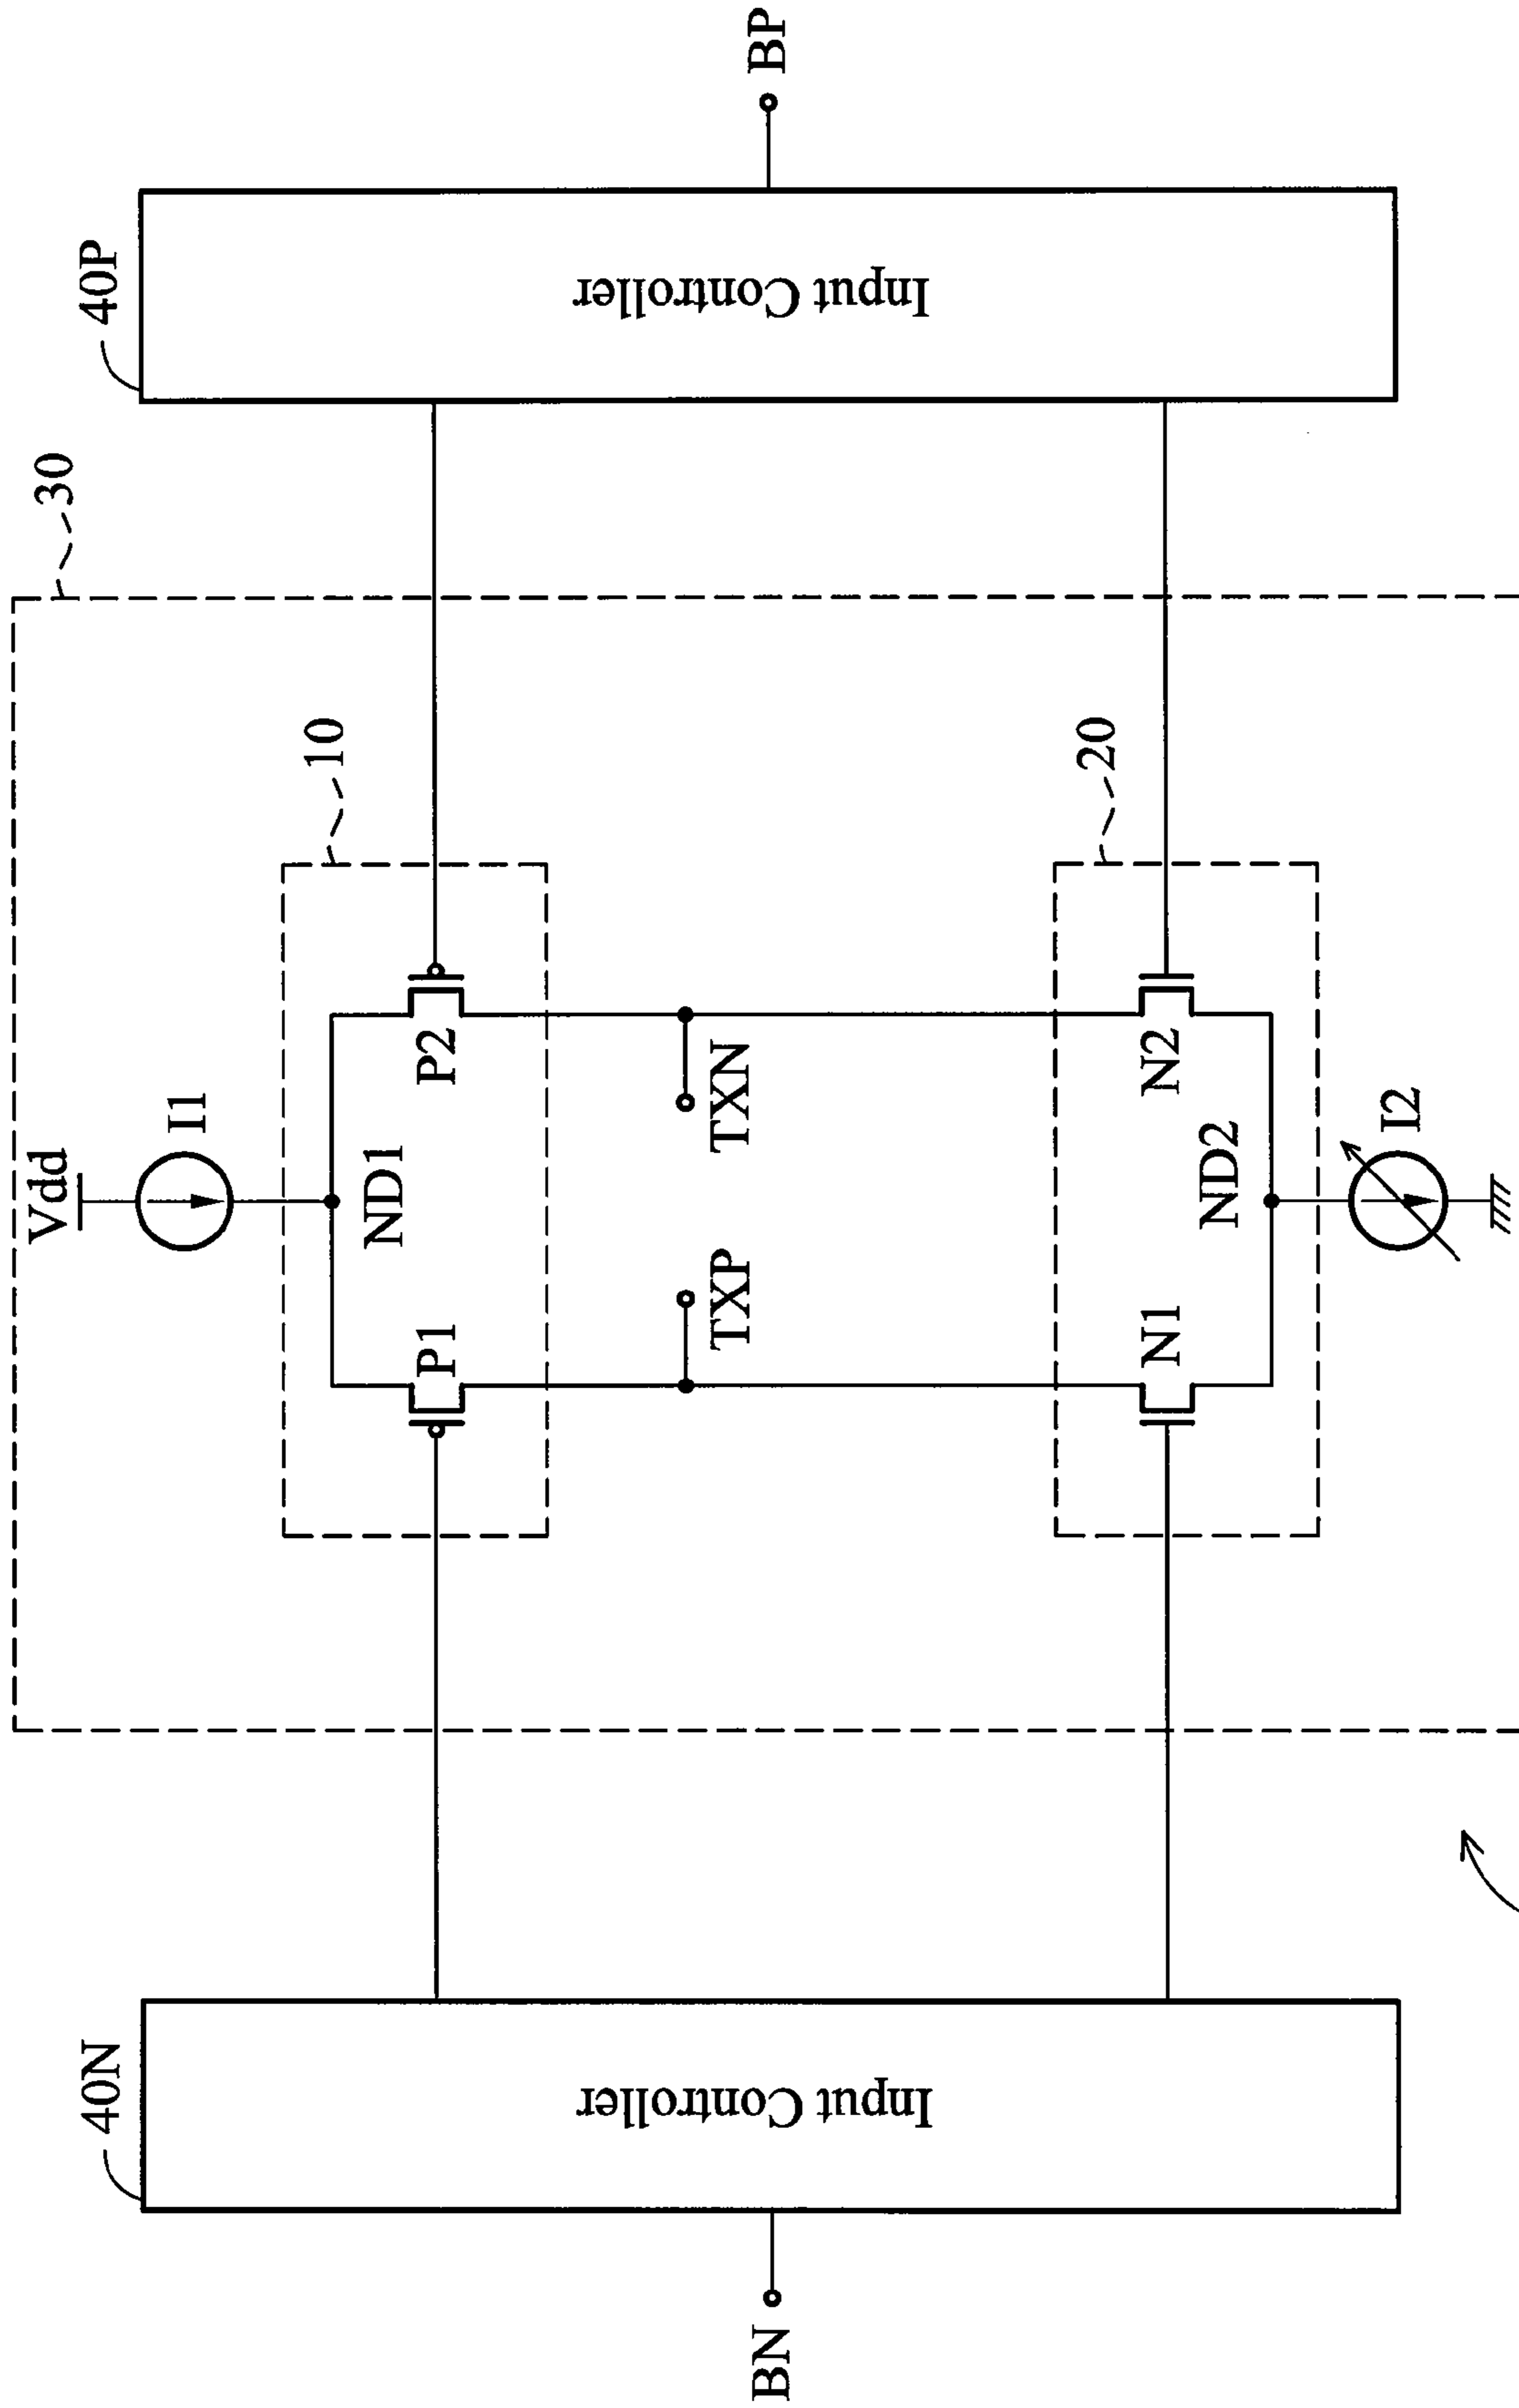 30
Vdd
I1
10
ND1
P1
P2
TXP
TXN
20
N1
N2
ND2
I2
40N
Input Controller
BN
40P
Input Controller
BP